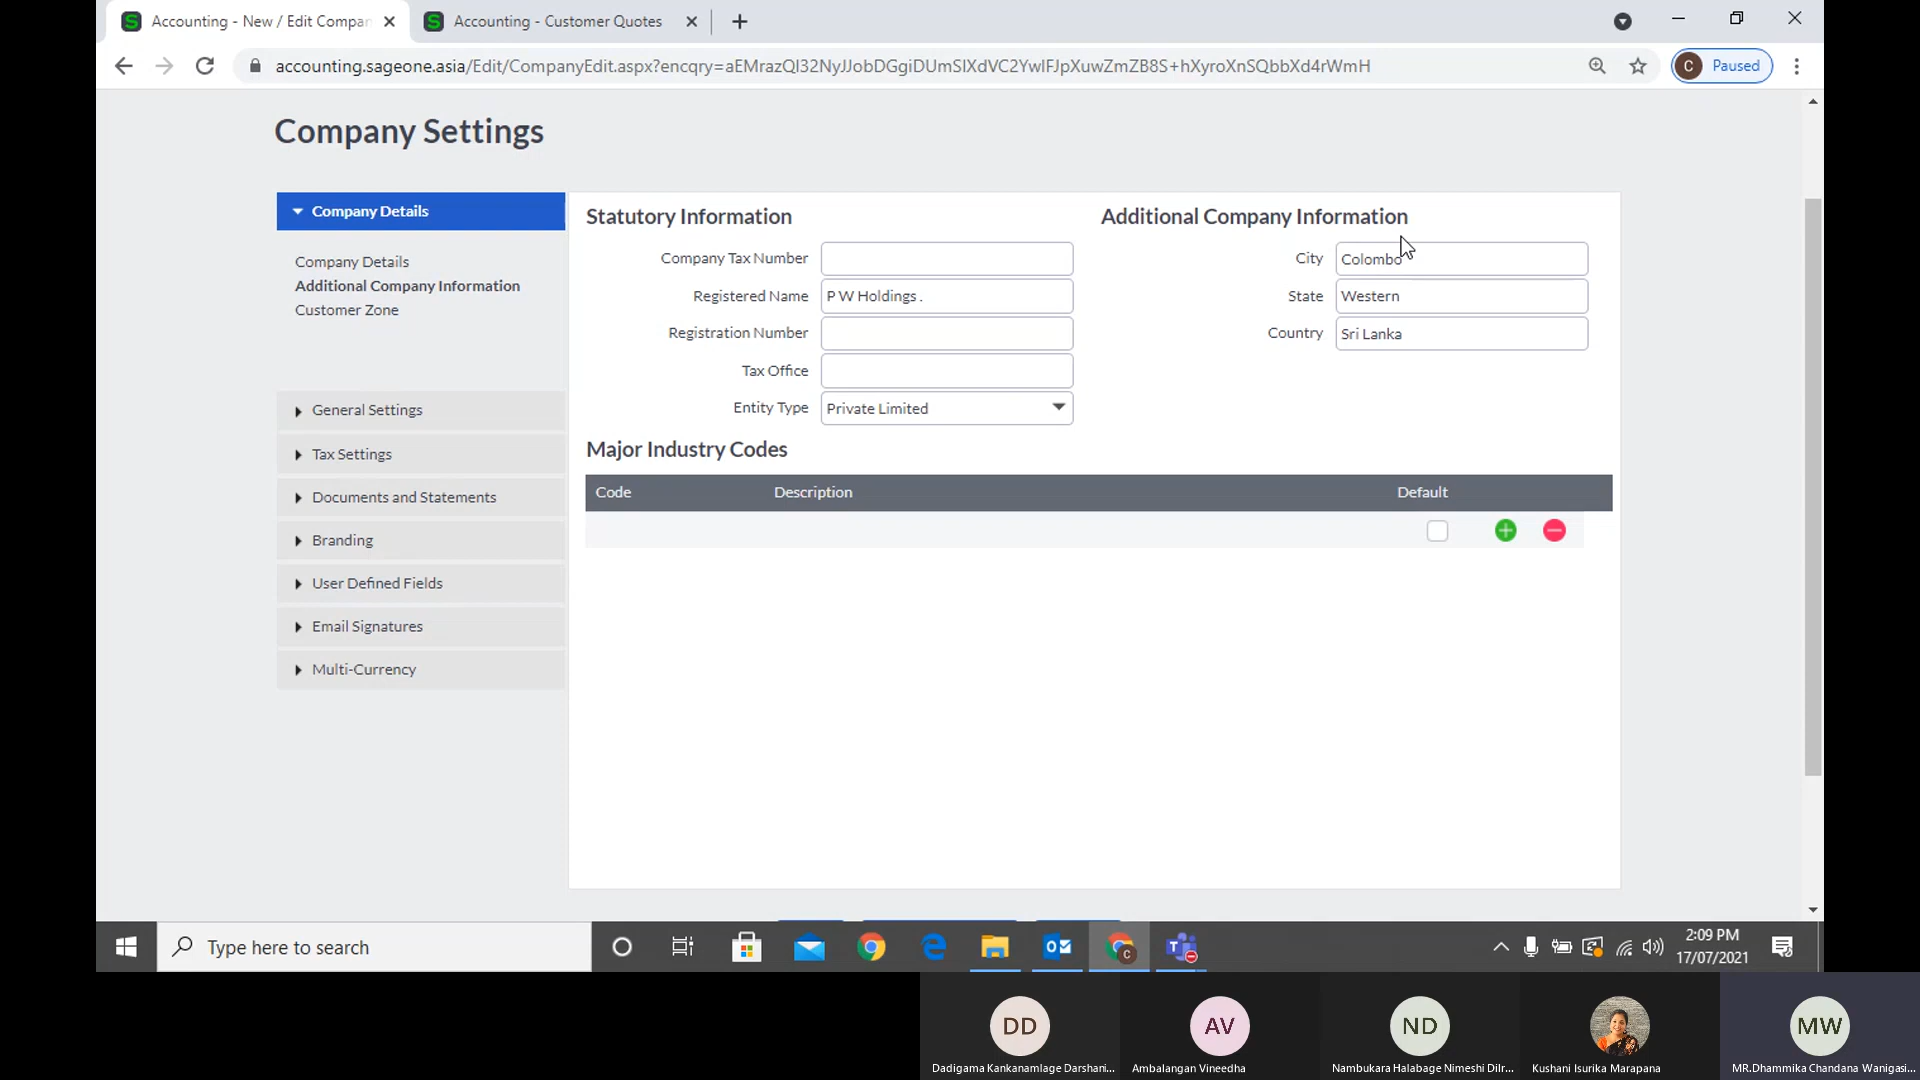 Accounting - New / Edit Compan
Accounting - Customer Quotes
accounting.sageone.asia/Edit/CompanyEdit.aspx?encqry=aEMrazQl32NyJJobDGgiDUmSIXdVC2YwlFJpXuwZmZB8S+hXyroXnSQbbXd4rWmH
C Paused
Company Settings
Company Details
Company Details
Additional Company Information
Customer Zone
General Settings
Tax Settings
Documents and Statements
Branding
User Defined Fields
Email Signatures
Multi-Currency
Statutory Information
Company Tax Number
Registered Name P W Holdings .
Registration Number
Tax Office
Entity Type Private Limited
Additional Company Information
City Colombo
State Western
Country Sri Lanka
Major Industry Codes
Code Description Default
Type here to search
2:09 PM
17/07/2021
DD
Dadigama Kankanamlage Darshani...
AV
Ambalangan Vineedha
ND
Nambukara Halabage Nimeshi Dilr...
Kushani Isurika Marapana
MW
MR.Dhammika Chandana Wanigasi...